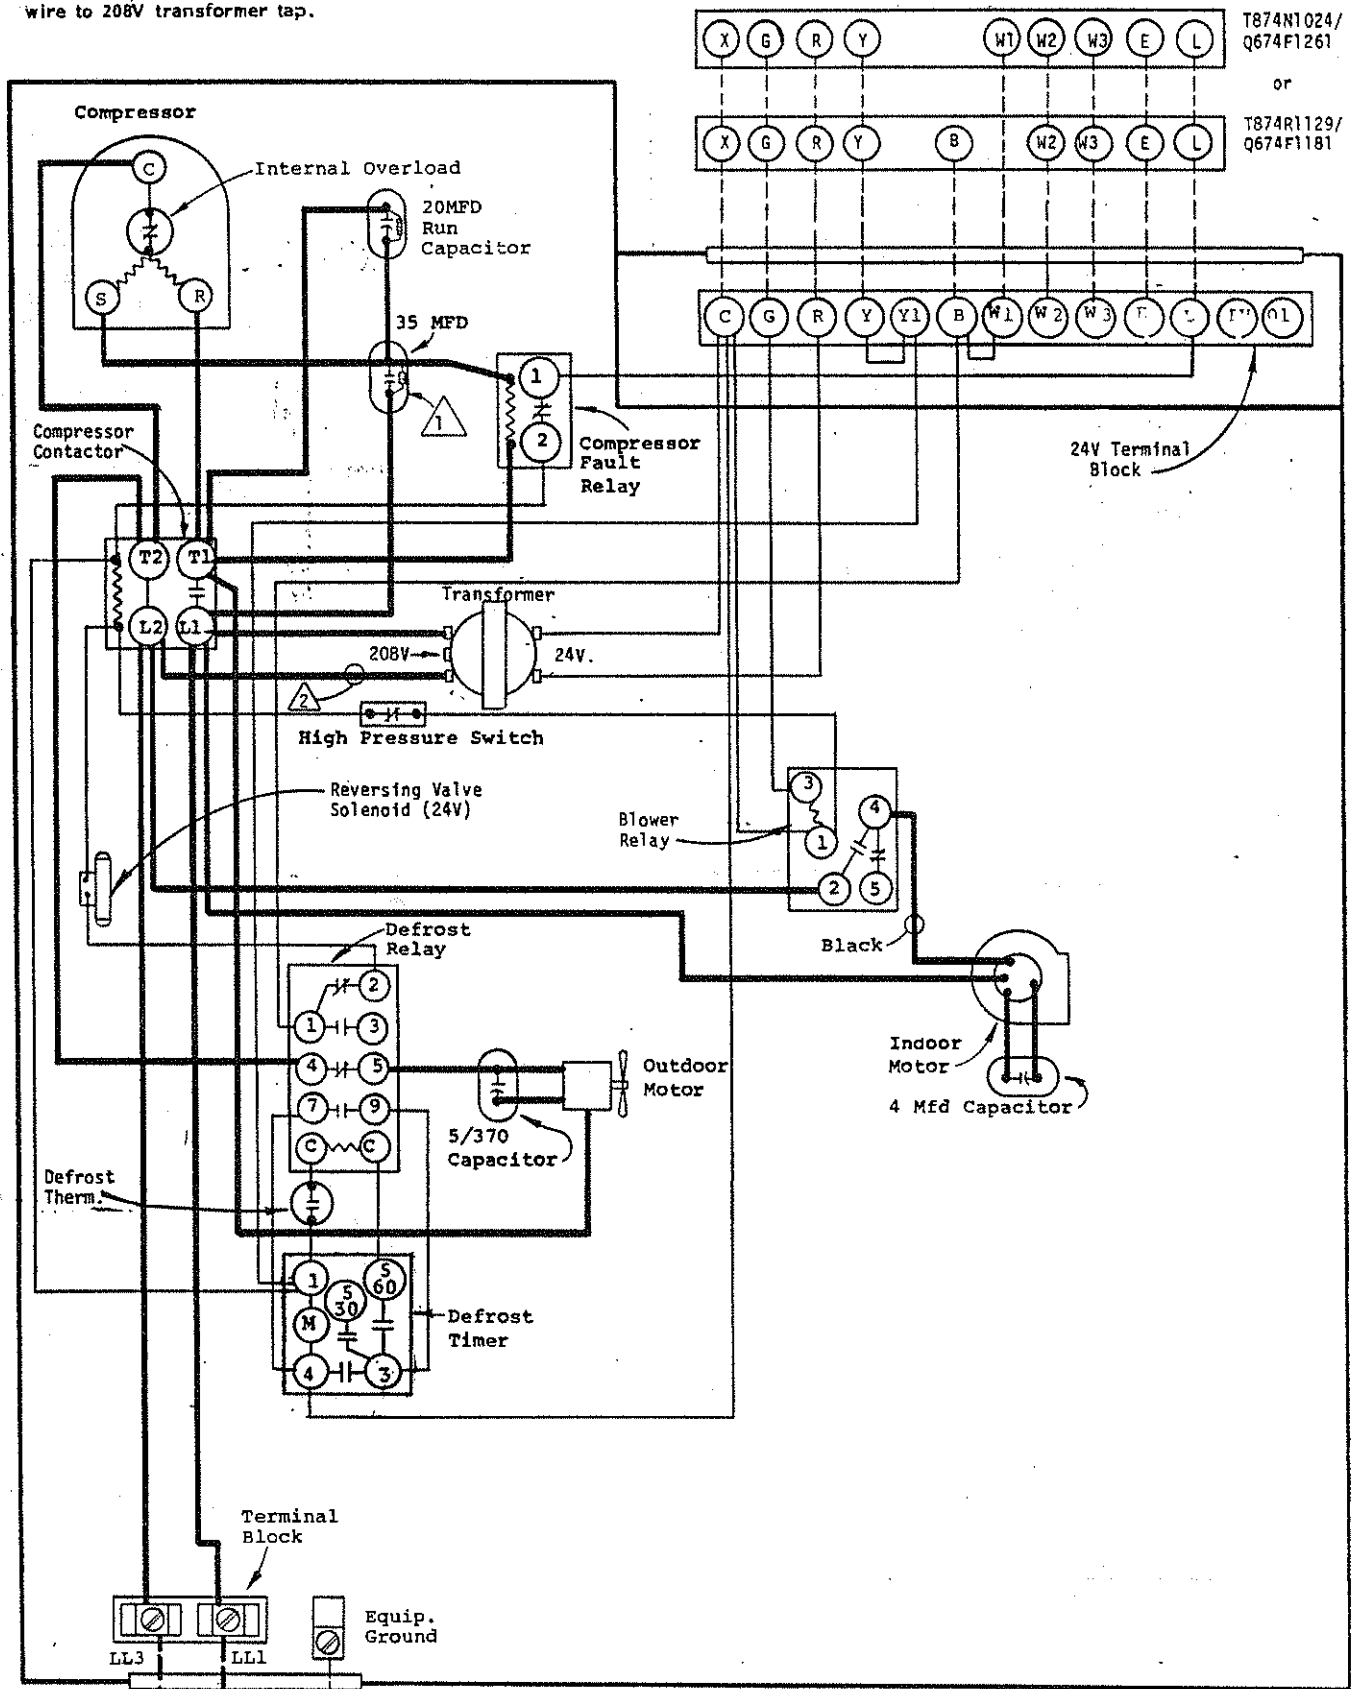 wire to 208V transformer tap.
X G R Y W1 W2 W3 E L
T874N1024/
Q674F1261
or
X G R Y B W2 W3 E L
T874R1129/
Q674F1181
Compressor
C
Internal Overload
S R
20MFD
Run
Capacitor
35 MFD
1
C G R Y Y1 B W1 W2 W3
24V Terminal
Block
1
2
Compressor
Fault
Relay
Compressor
Contactor
T2 T1
L2 L1
Transformer
208V
24V.
2
High Pressure Switch
Reversing Valve
Solenoid (24V)
Blower
Relay
3
4
1
2
5
Black
Indoor
Motor
4 Mfd Capacitor
Defrost
Relay
2
1 3
4 5
7 9
C C
Outdoor
Motor
5/370
Capacitor
Defrost
Therm.
1
S
30
S
60
M
4 3
Defrost
Timer
Terminal
Block
LL3 LL1
Equip.
Ground